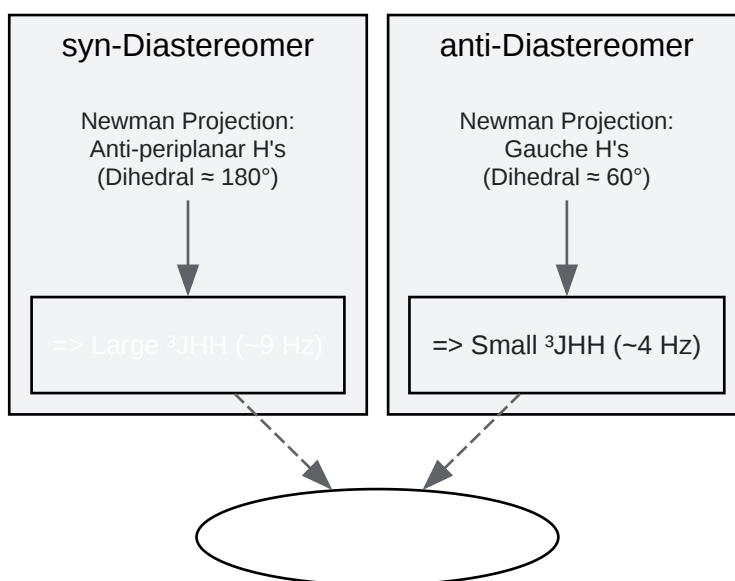 syn-Diastereomer
Newman Projection:
Anti-periplanar H's
(Dihedral ≈ 180°)
=> Large ³JHH (~9 Hz)
anti-Diastereomer
Newman Projection:
Gauche H's
(Dihedral ≈ 60°)
=> Small ³JHH (~4 Hz)